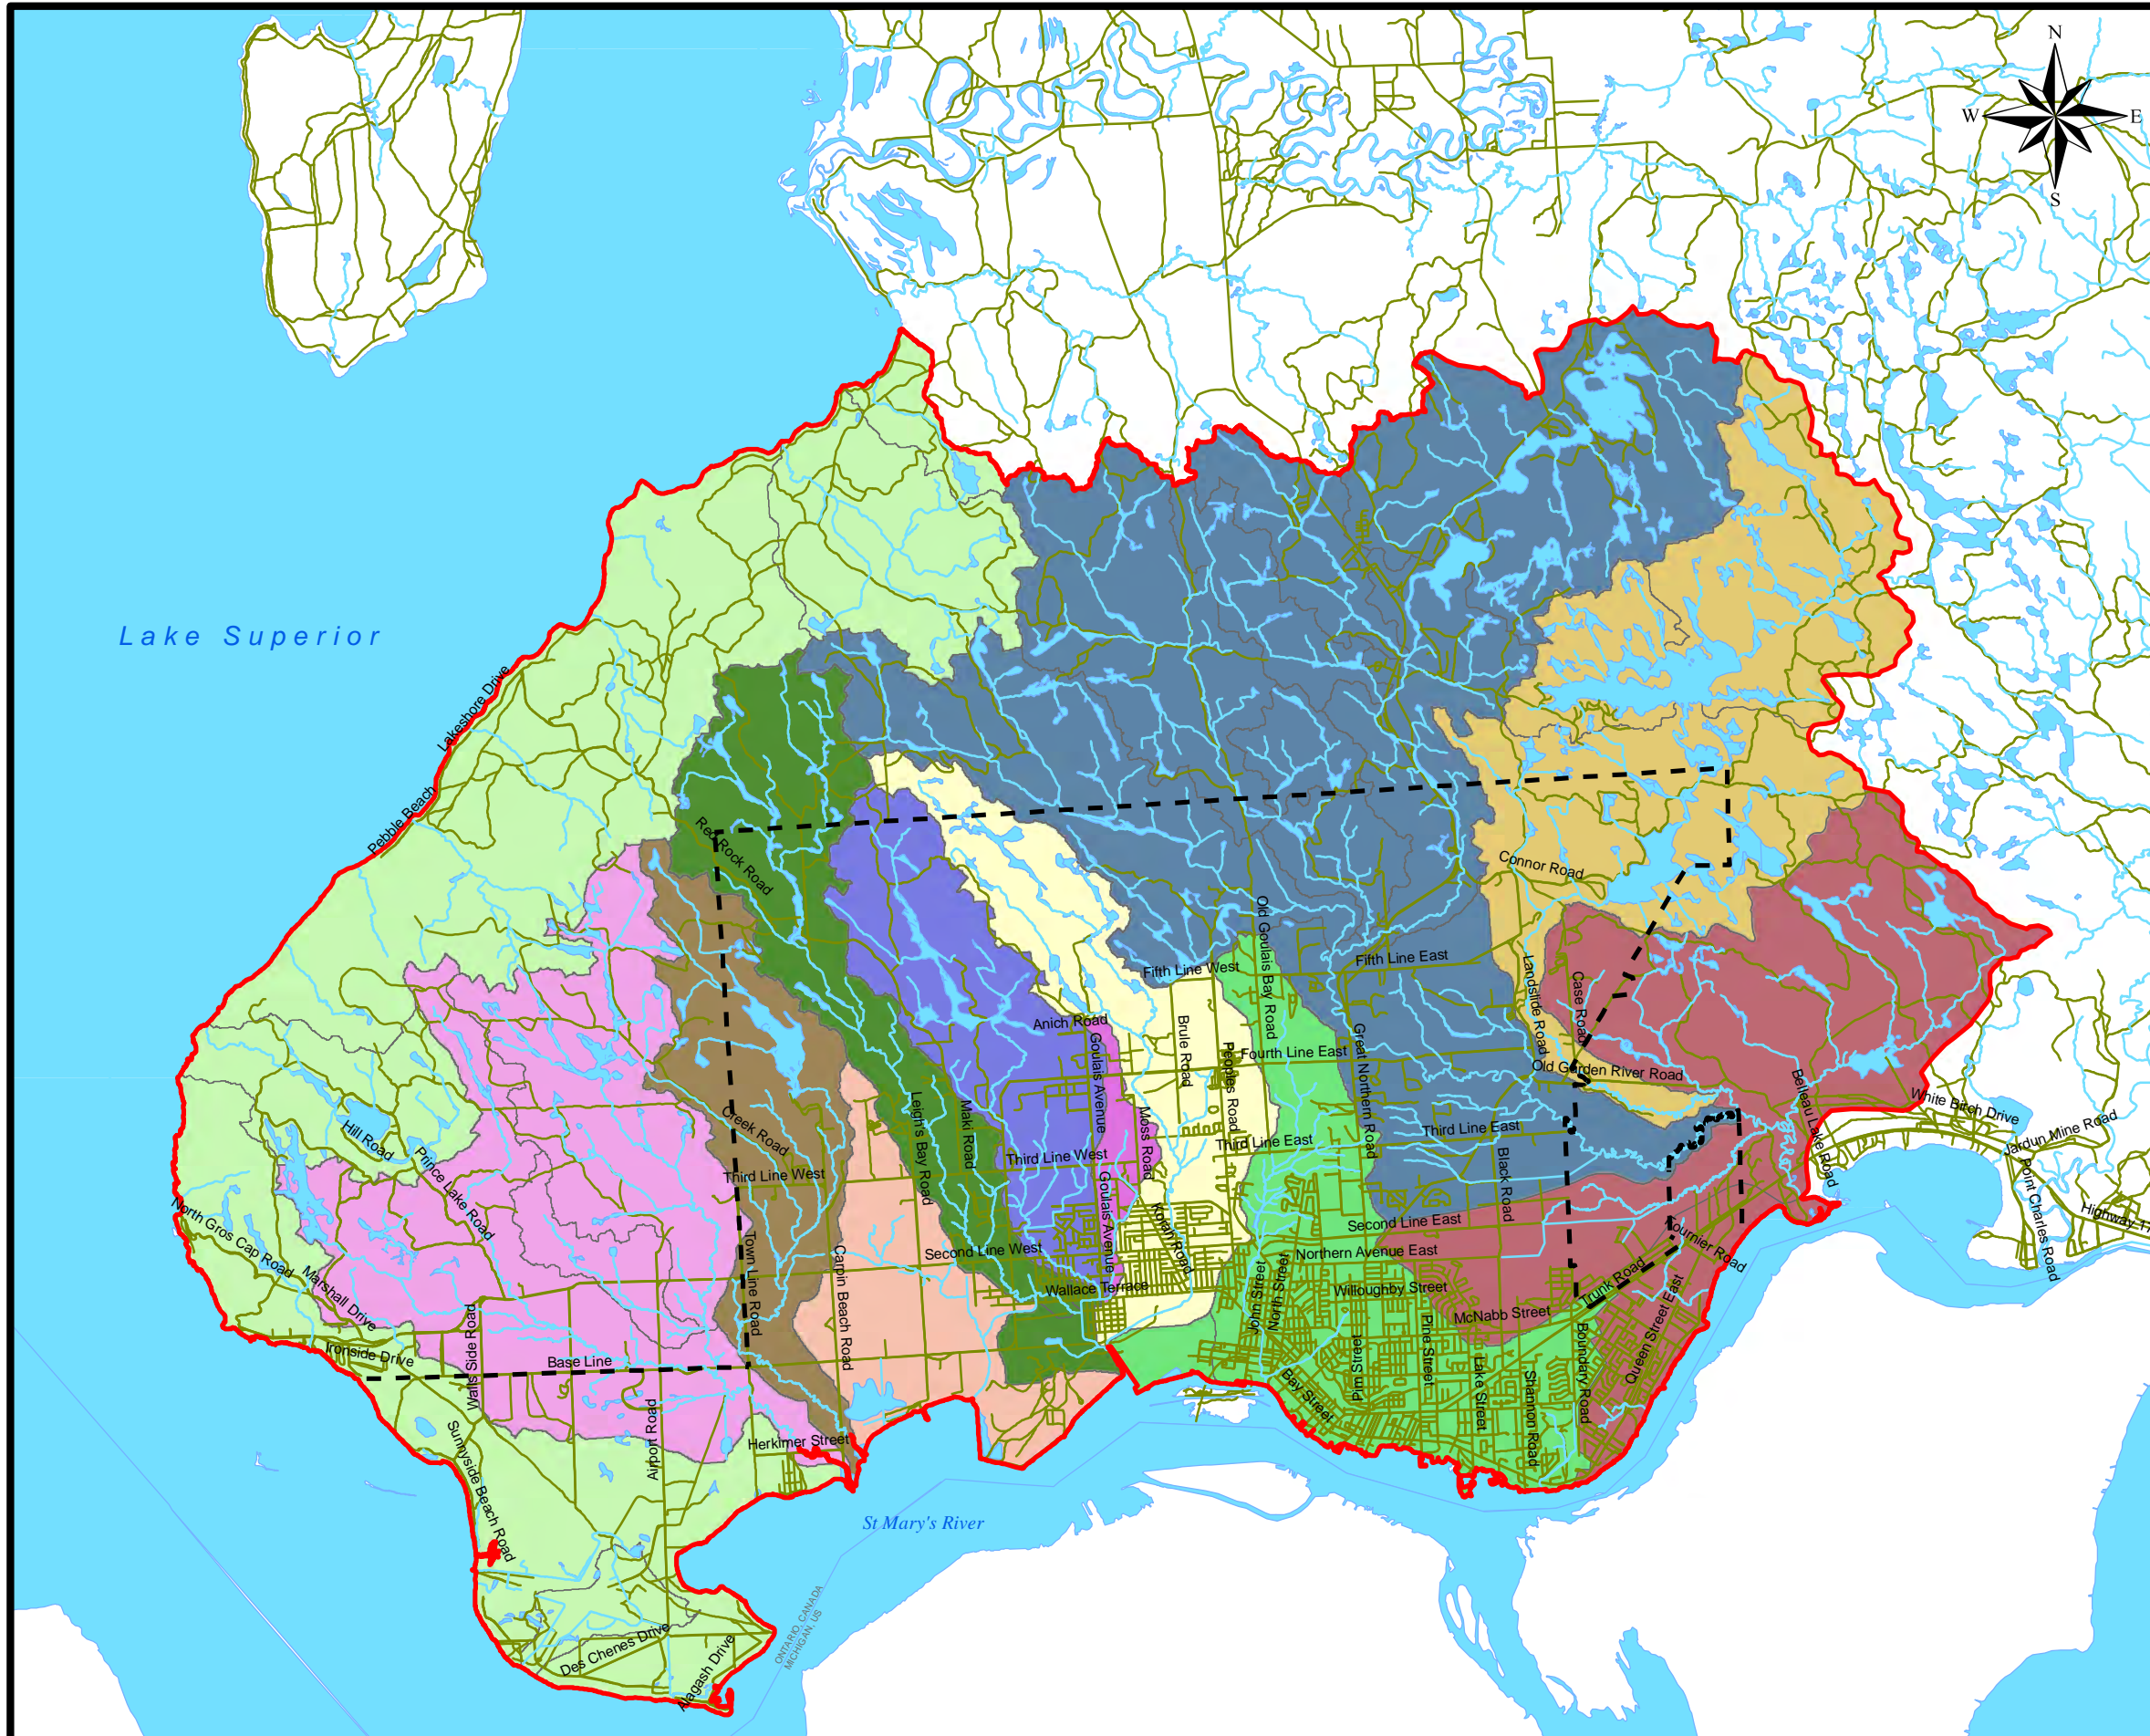 N
W E
S
Lake Superior
Lakeshore Drive
Pebble Beach
Red Rock Road
Connor Road
Old Goulais Bay Road
Fifth Line West
Fifth Line East
Landslide Road
Case Road
Anich Road
Goulais Avenue
Brule Road
Peoples Road
Fourth Line East
Great Northern Road
Old Garden River Road
Belleau Lake Road
White Birch Drive
Jardun Mine Road
Point Charles Road
Highway 17
Hill Road
Prince Lake Road
Creek Road
Third Line West
Leigh's Bay Road
Maki Road
Third Line West
Moss Road
Goulais Avenue
Third Line East
Third Line East
Black Road
North Gros Cap Road
Marshall Drive
Town Line Road
Carpin Beach Road
Second Line West
Wallace Terrace
Korah Road
Second Line East
Northern Avenue East
Willoughby Street
McNabb Street
Trunk Road
Fournier Road
John Street
North Street
Ironside Drive
Walls Side Road
Base Line
Airport Road
Herkimer Street
Sunnyside Beach Road
Bay Street
Pim Street
Pine Street
Lake Street
Shannon Road
Boundary Road
Queen Street East
St Mary's River
ONTARIO, CANADA
MICHIGAN, US
Des Chenes Drive
Alagash Drive